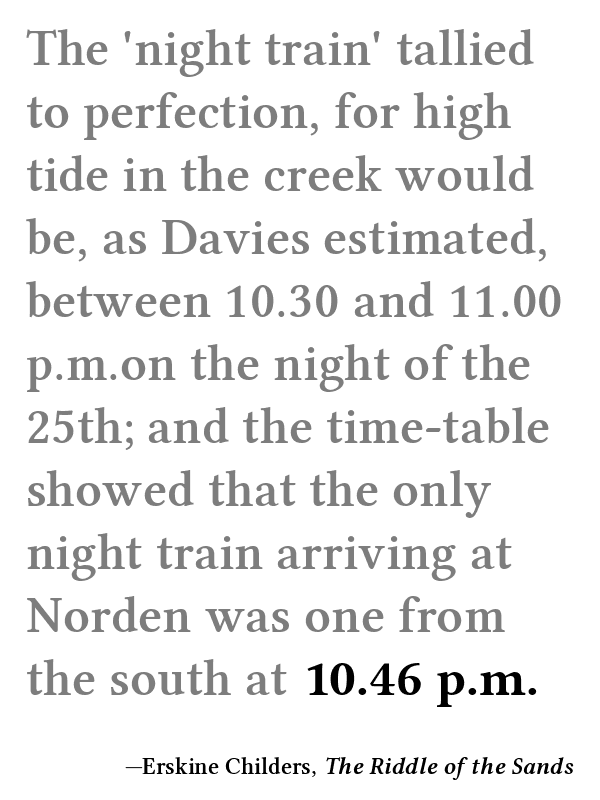 The 'night train' tallied
to perfection, for high
tide in the creek would
be, as Davies estimated,
between 10.30 and 11.00
p.m.on the night of the
25th; and the time-table
showed that the only
night train arriving at
Norden was one from
the south at 10.46 p.m.
—Erskine Childers, The Riddle of the Sands